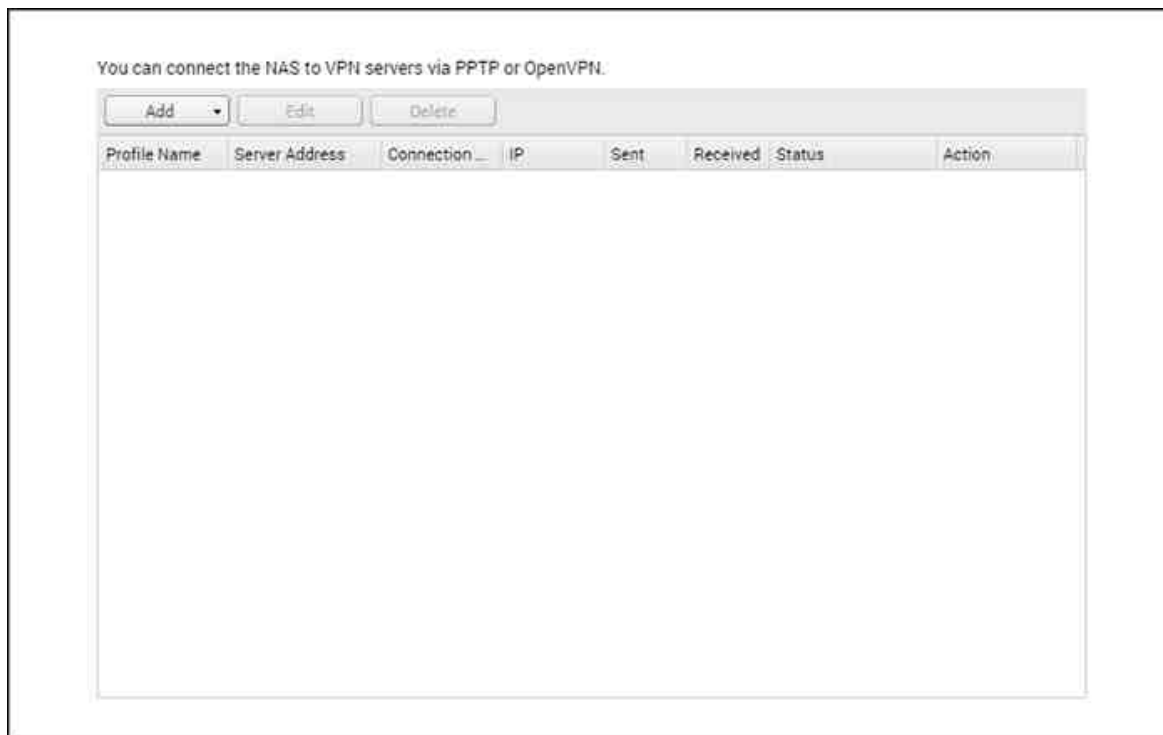 You can connect the NAS to VPN servers via PPTP or OpenVPN.
Add Edit Delete
Profile Name Server Address Connection ... IP Sent Received Status Action